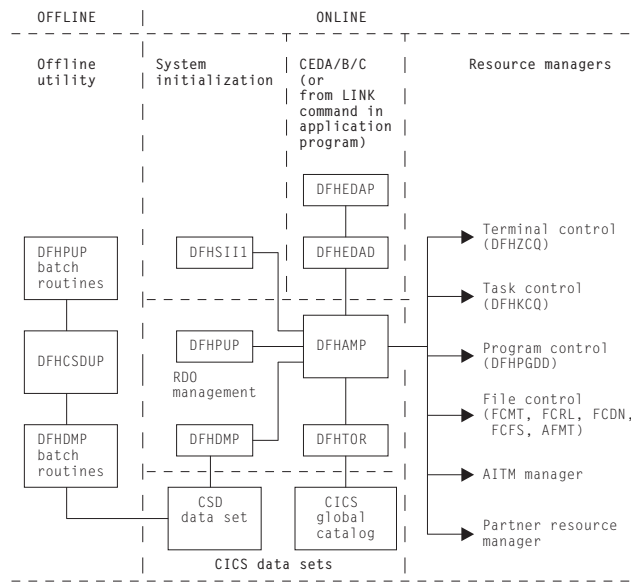 OFFLINE
ONLINE
Offline
utility
System
initialization
CEDA/B/C
(or
from LINK
command in
application
program)
Resource managers
DFHEDAP
DFHPUP
batch
routines
DFHSII1
DFHEDAD
Terminal control
(DFHZCQ)
Task control
(DFHKCQ)
DFHCSDUP
DFHPUP
DFHAMP
Program control
(DFHPGDD)
RDO
management
File control
(FCMT, FCRL, FCDN,
FCFS, AFMT)
DFHDMP
batch
routines
DFHDMP
DFHTOR
AITM manager
CSD
data set
CICS
global
catalog
Partner resource
manager
CICS data sets